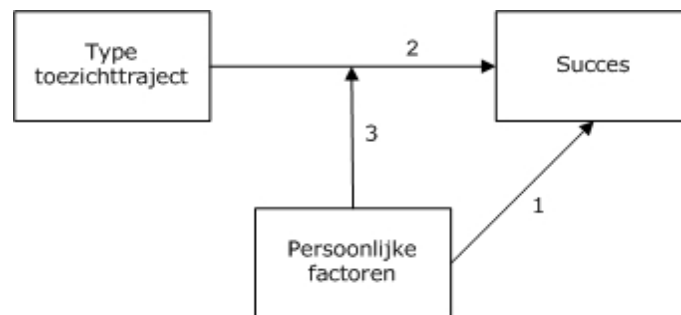 Type
toezichttraject
2
Succes
3
1
Persoonlijke
factoren